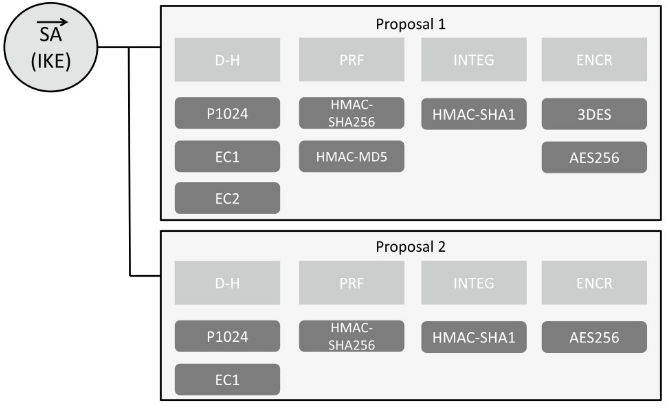 SA
(IKE)
Proposal 1
D-H
PRF
INTEG
ENCR
P1024
HMAC-
SHA256
HMAC-SHA1
3DES
EC1
HMAC-MD5
AES256
EC2
Proposal 2
D-H
PRF
INTEG
ENCR
P1024
HMAC-
SHA256
HMAC-SHA1
AES256
EC1